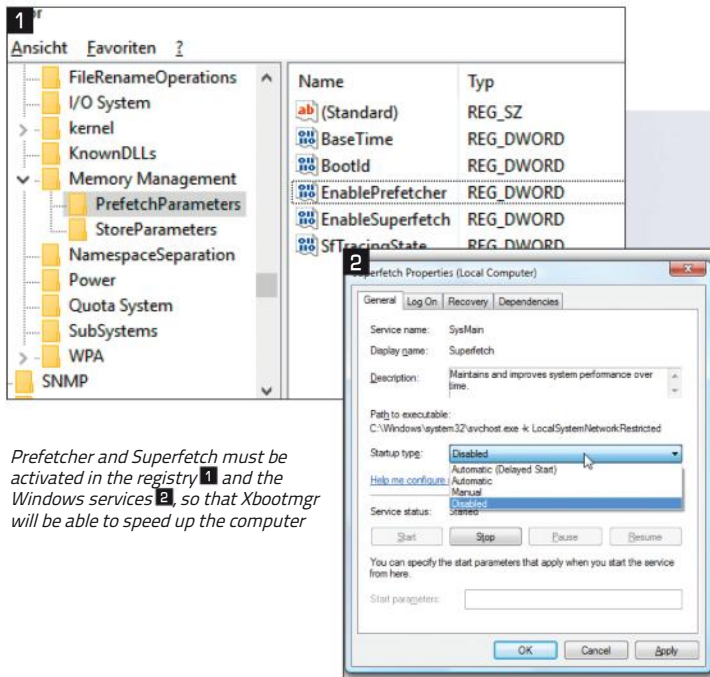 1
Ansicht Favoriten ?
FileRenameOperations
I/O System
kernel
KnownDLLs
Memory Management
PrefetchParameters
StoreParameters
NamespaceSeparation
Power
Quota System
SubSystems
WPA
SNMP
Name Typ
ab (Standard) REG_SZ
BaseTime REG_DWORD
BootId REG_DWORD
EnablePrefetcher REG_DWORD
EnableSuperfetch REG_DWORD
SfTracingState REG_DWORD
2
perfetch Properties (Local Computer)
General Log On Recovery Dependencies
Service name: SysMain
Display name: Superfetch
Description: Maintains and improves system performance over
time.
Path to executable:
C:\Windows\system32\svchost.exe -k LocalSystemNetworkRestricted
Startup type: Disabled
Automatic (Delayed Start)
Help me configure Automatic
Manual
Disabled
Service status: Started
Start Stop Pause Resume
You can specify the start parameters that apply when you start the service
from here.
Start parameters:
OK Cancel Apply
Prefetcher and Superfetch must be
activated in the registry 1 and the
Windows services 2, so that Xbootmgr
will be able to speed up the computer